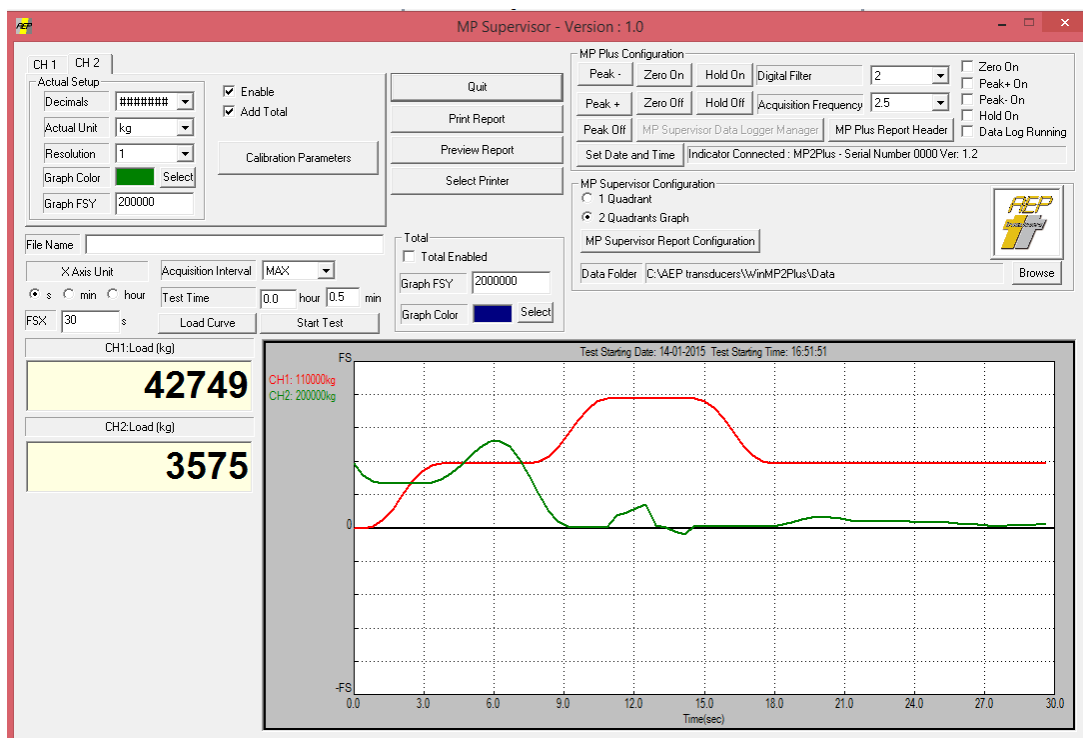 AEP MP Supervisor - Version : 1.0
CH 1 CH 2
Actual Setup
Decimals ####### 
Actual Unit kg
Resolution 1
Graph Color Select
Graph FSY 200000
Enable
Add Total
Calibration Parameters
Quit
Print Report
Preview Report
Select Printer
MP Plus Configuration
Peak - Zero On Hold On Digital Filter 2
Peak + Zero Off Hold Off Acquisition Frequency 2.5
Peak Off MP Supervisor Data Logger Manager MP Plus Report Header
Set Date and Time Indicator Connected : MP2Plus - Serial Number 0000 Ver: 1.2
Zero On
Peak+ On
Peak- On
Hold On
Data Log Running
MP Supervisor Configuration
1 Quadrant
2 Quadrants Graph
MP Supervisor Report Configuration
AEP
transducers
Data Folder C:\AEP transducers\WinMP2Plus\Data Browse
File Name
X Axis Unit Acquisition Interval MAX
s min hour Test Time 0.0 hour 0.5 min
FSX 30 s Load Curve Start Test
Total
Total Enabled
Graph FSY 2000000
Graph Color Select
CH1:Load (kg)
42749
CH2:Load (kg)
3575
Test Starting Date: 14-01-2015 Test Starting Time: 16:51:51
FS
CH1: 110000kg
CH2: 200000kg
0
-FS
0.0 3.0 6.0 9.0 12.0 15.0 18.0 21.0 24.0 27.0 30.0
Time(sec)